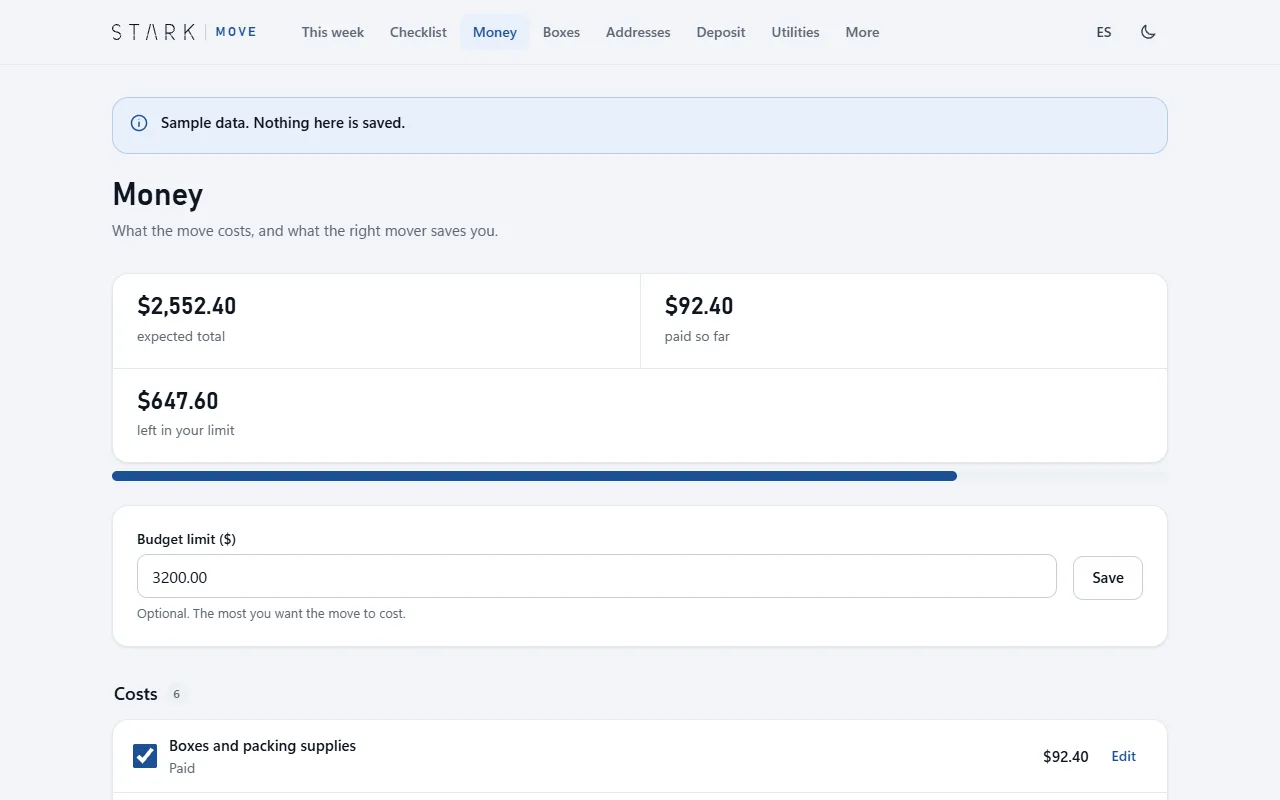 STARK MOVE This week Checklist Money Boxes Addresses Deposit Utilities More ES
Sample data. Nothing here is saved.
Money
What the move costs, and what the right mover saves you.
$2,552.40 $92.40
expected total paid so far
$647.60
left in your limit
Budget limit ($)
3200.00 Save
Optional. The most you want the move to cost.
Costs 6
Boxes and packing supplies
$92.40 Edit
Paid